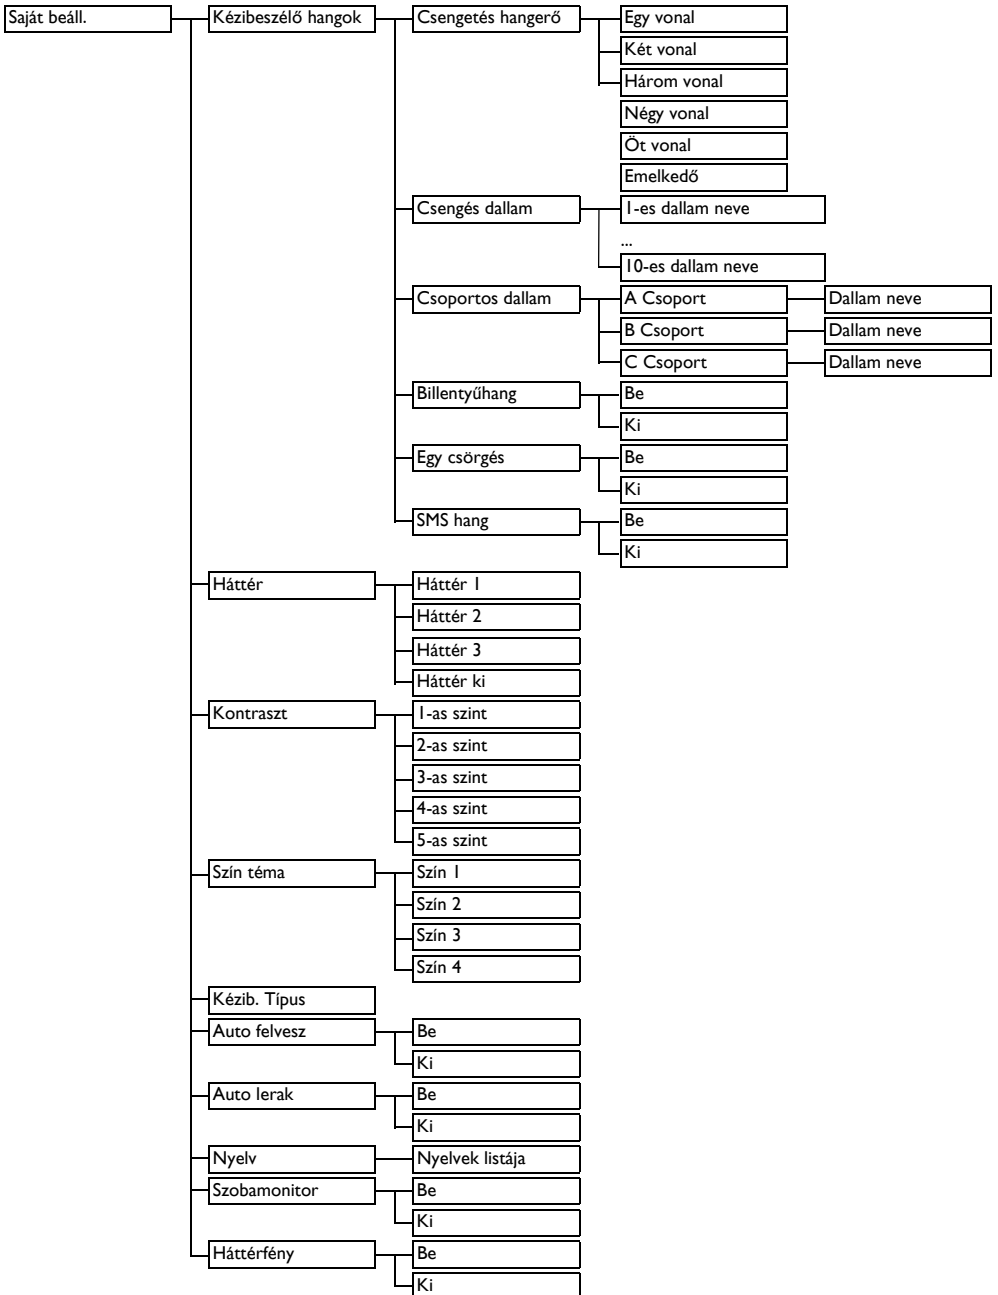 Saját beáll.
Kézibeszélő hangok
Csengetés hangerő
Egy vonal
Két vonal
Három vonal
Négy vonal
Öt vonal
Emelkedő
Csengés dallam
1-es dallam neve
...
10-es dallam neve
Csoportos dallam
A Csoport
Dallam neve
B Csoport
Dallam neve
C Csoport
Dallam neve
Billentyűhang
Be
Ki
Egy csörgés
Be
Ki
SMS hang
Be
Ki
Háttér
Háttér 1
Háttér 2
Háttér 3
Háttér ki
Kontraszt
1-as szint
2-as szint
3-as szint
4-as szint
5-as szint
Szín téma
Szín 1
Szín 2
Szín 3
Szín 4
Kézib. Típus
Auto felvesz
Be
Ki
Auto lerak
Be
Ki
Nyelv
Nyelvek listája
Szobamonitor
Be
Ki
Háttérfény
Be
Ki